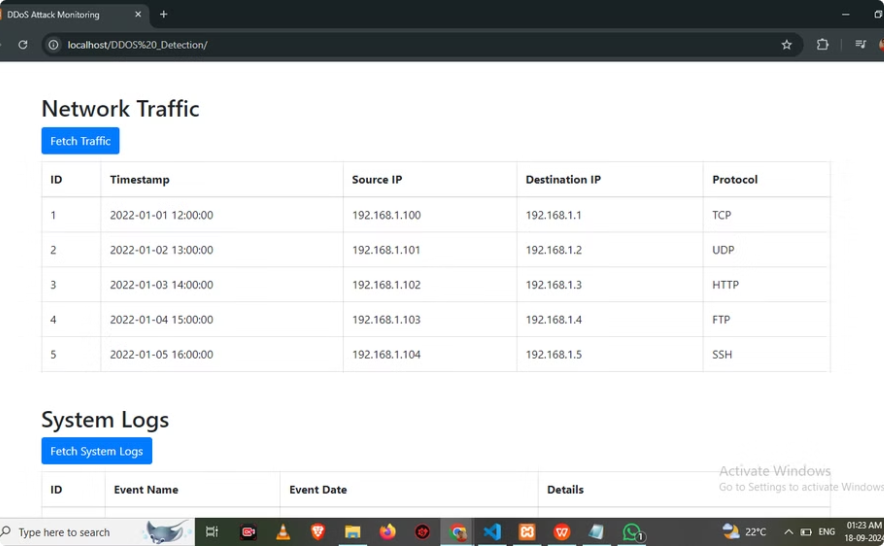 DDoS Attack Monitoring
localhost/DDOS%20_Detection/
Network Traffic
Fetch Traffic
ID Timestamp Source IP Destination IP Protocol
1 2022-01-01 12:00:00 192.168.1.100 192.168.1.1 TCP
2 2022-01-02 13:00:00 192.168.1.101 192.168.1.2 UDP
3 2022-01-03 14:00:00 192.168.1.102 192.168.1.3 HTTP
4 2022-01-04 15:00:00 192.168.1.103 192.168.1.4 FTP
5 2022-01-05 16:00:00 192.168.1.104 192.168.1.5 SSH
System Logs
Fetch System Logs
Activate Windows
Go to Settings to activate Windows
ID Event Name Event Date Details
Type here to search 1 22°C ENG 01:23 AM
18-09-2024